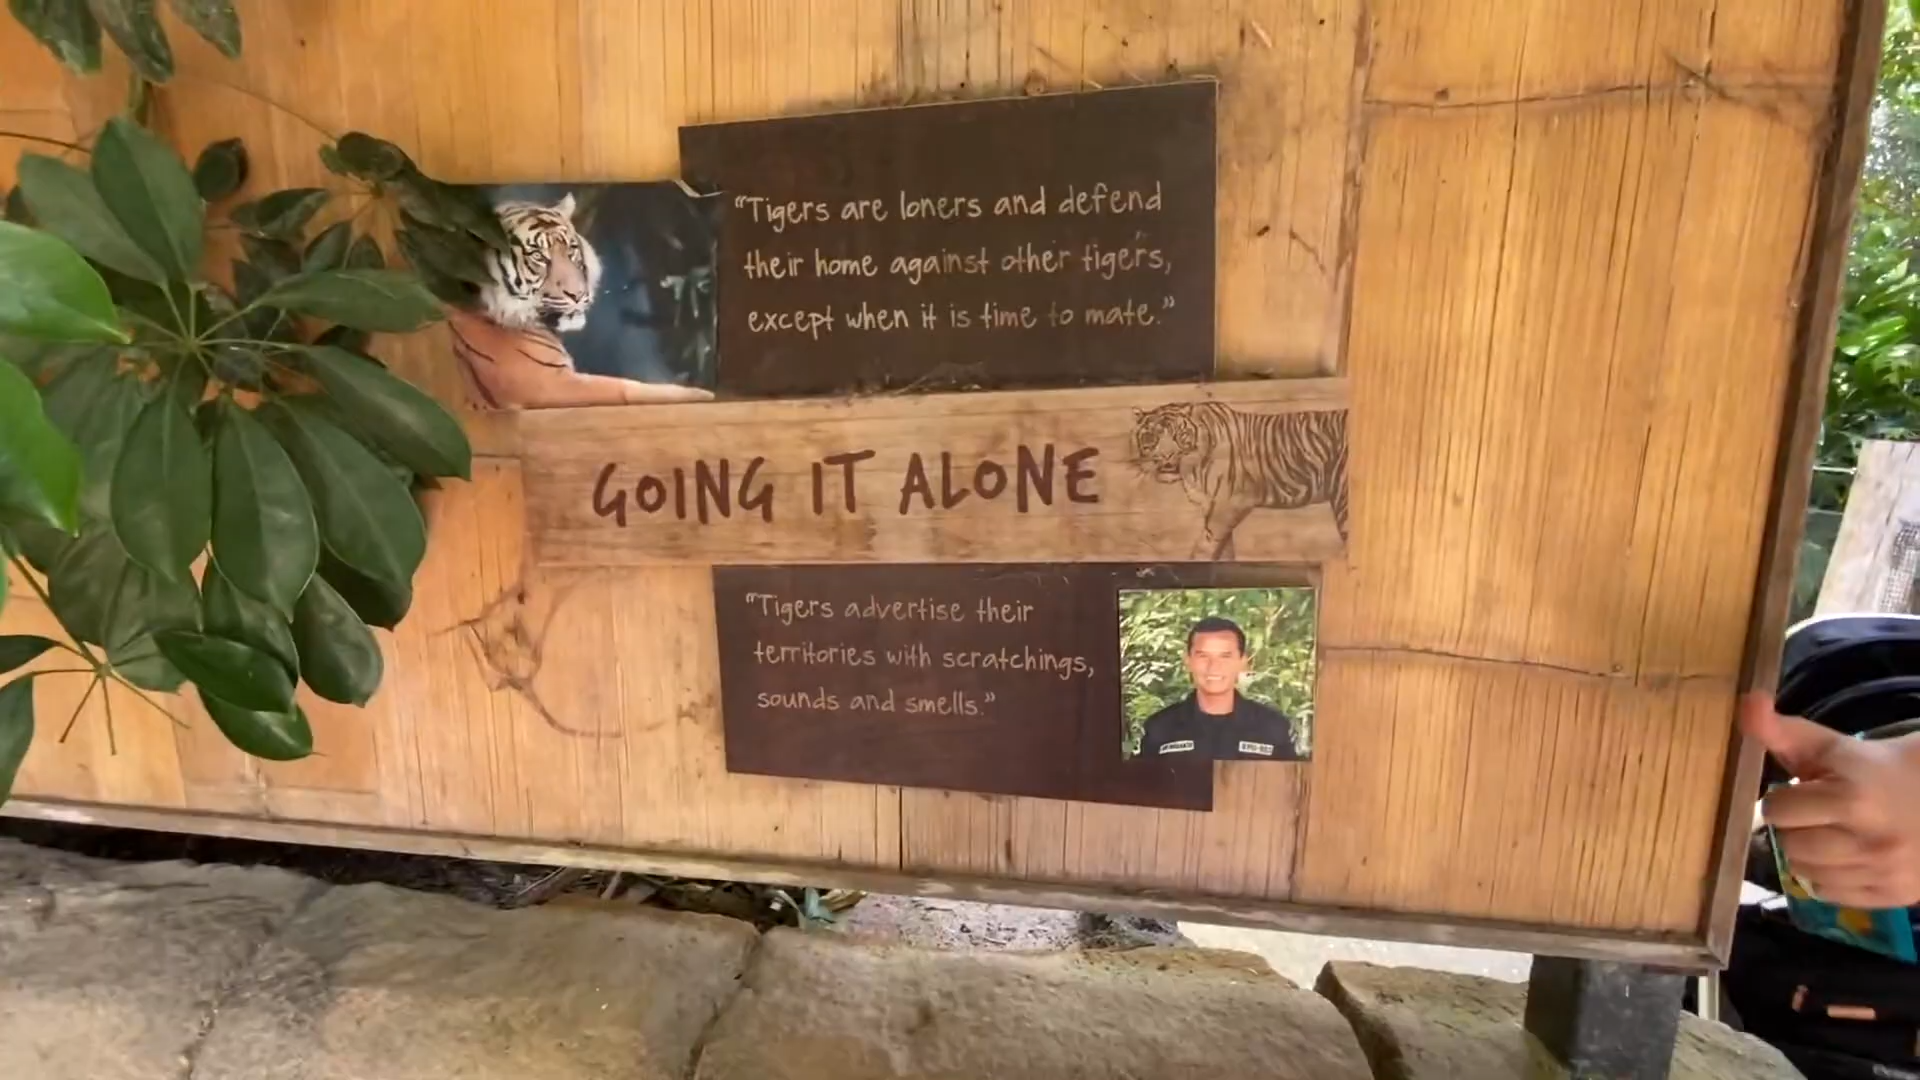 “Tigers are loners and defend
their home against other tigers,
except when it is time to mate.”
GOING IT ALONE
“Tigers advertise their
territories with scratchings,
sounds and smells.”